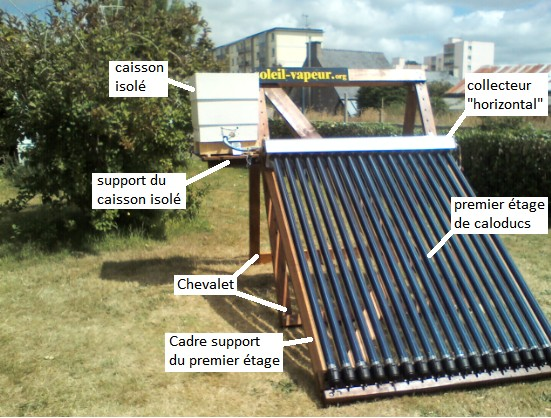 caisson
isolé
oleil-vapeur.org
collecteur
"horizontal"
support du
caisson isolé
premier étage
de caloducs
Chevalet
Cadre support
du premier étage